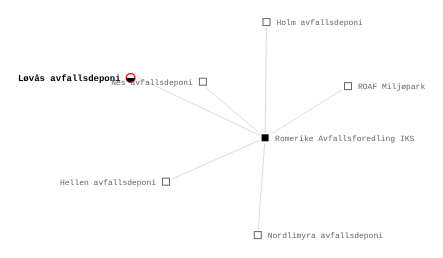 Holm avfallsdeponi
Løvås avfallsdeponi
Nes avfallsdeponi
ROAF Miljøpark
Romerike Avfallsforedling IKS
Hellen avfallsdeponi
Nordlimyra avfallsdeponi